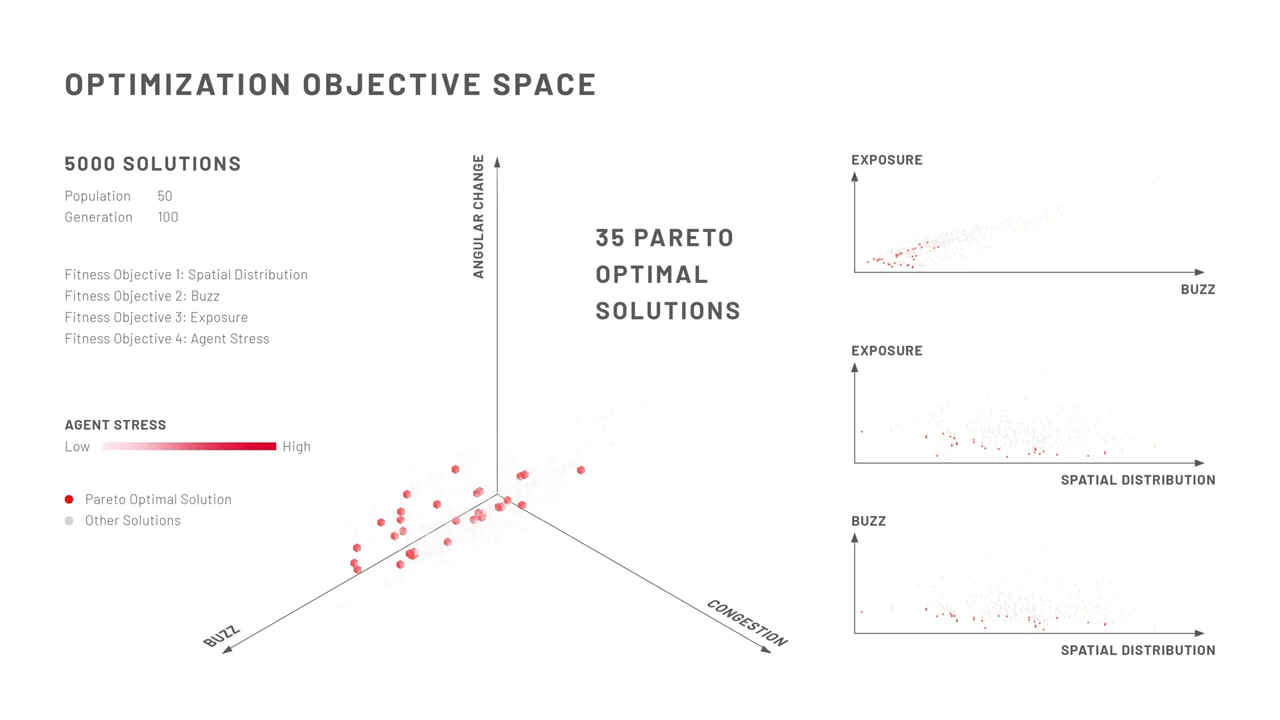 OPTIMIZATION OBJECTIVE SPACE
5000 SOLUTIONS
Population 50
Generation 100
Fitness Objective 1: Spatial Distribution
Fitness Objective 2: Buzz
Fitness Objective 3: Exposure
Fitness Objective 4: Agent Stress
AGENT STRESS
Low High
Pareto Optimal Solution
Other Solutions
ANGULAR CHANGE
35 PARETO
OPTIMAL
SOLUTIONS
BUZZ
CONGESTION
EXPOSURE
BUZZ
EXPOSURE
SPATIAL DISTRIBUTION
BUZZ
SPATIAL DISTRIBUTION